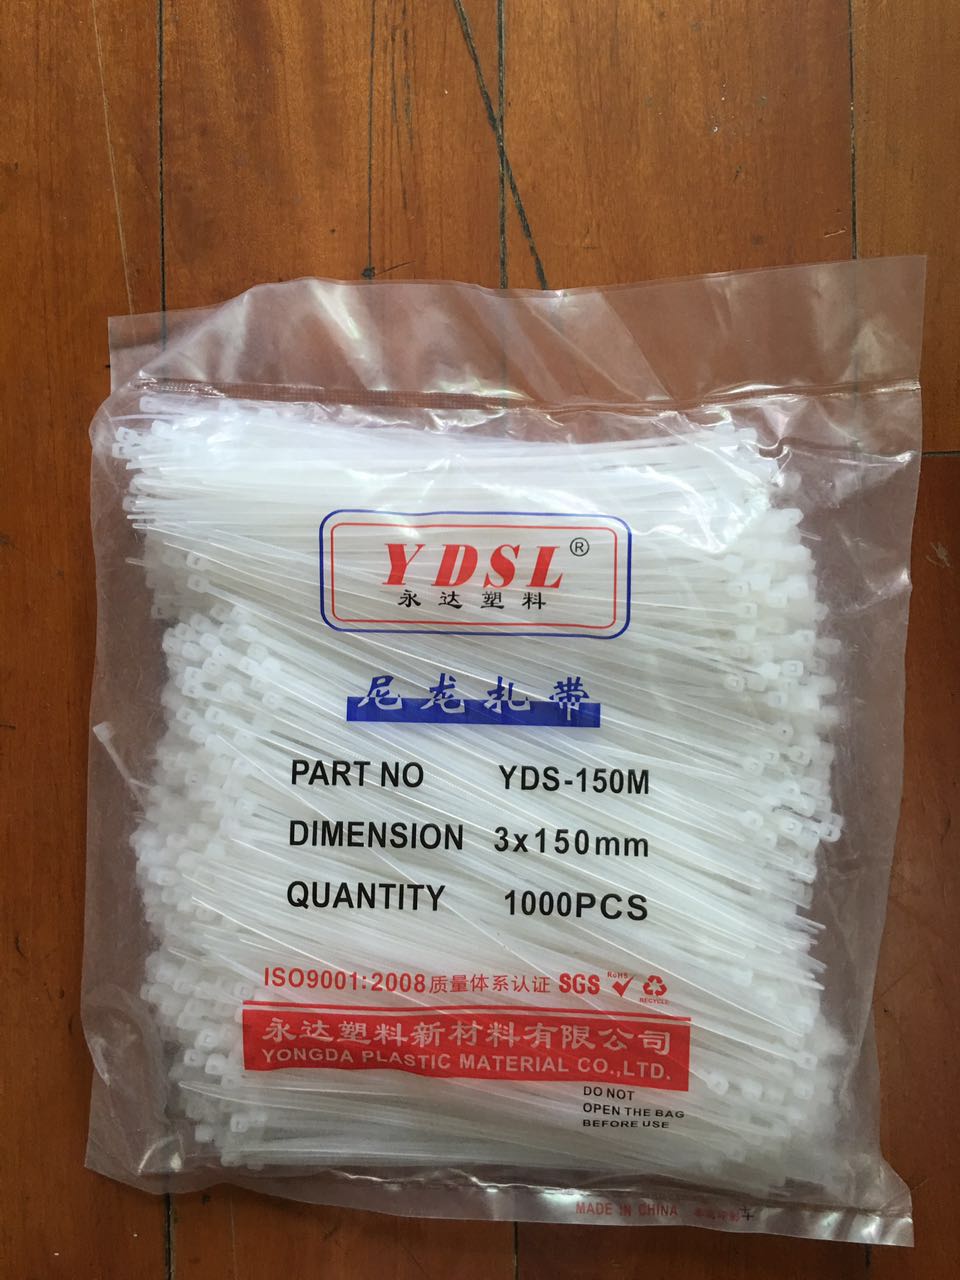 YDSL®
永达塑料
尼龙扎带
PART NO YDS-150M
DIMENSION 3x150mm
QUANTITY 1000PCS
ISO9001:2008质量体系认证 SGS RoHS RECYCLE
永达塑料新材料有限公司
YONGDA PLASTIC MATERIAL CO.,LTD.
DO NOT
OPEN THE BAG
BEFORE USE
MADE IN CHINA